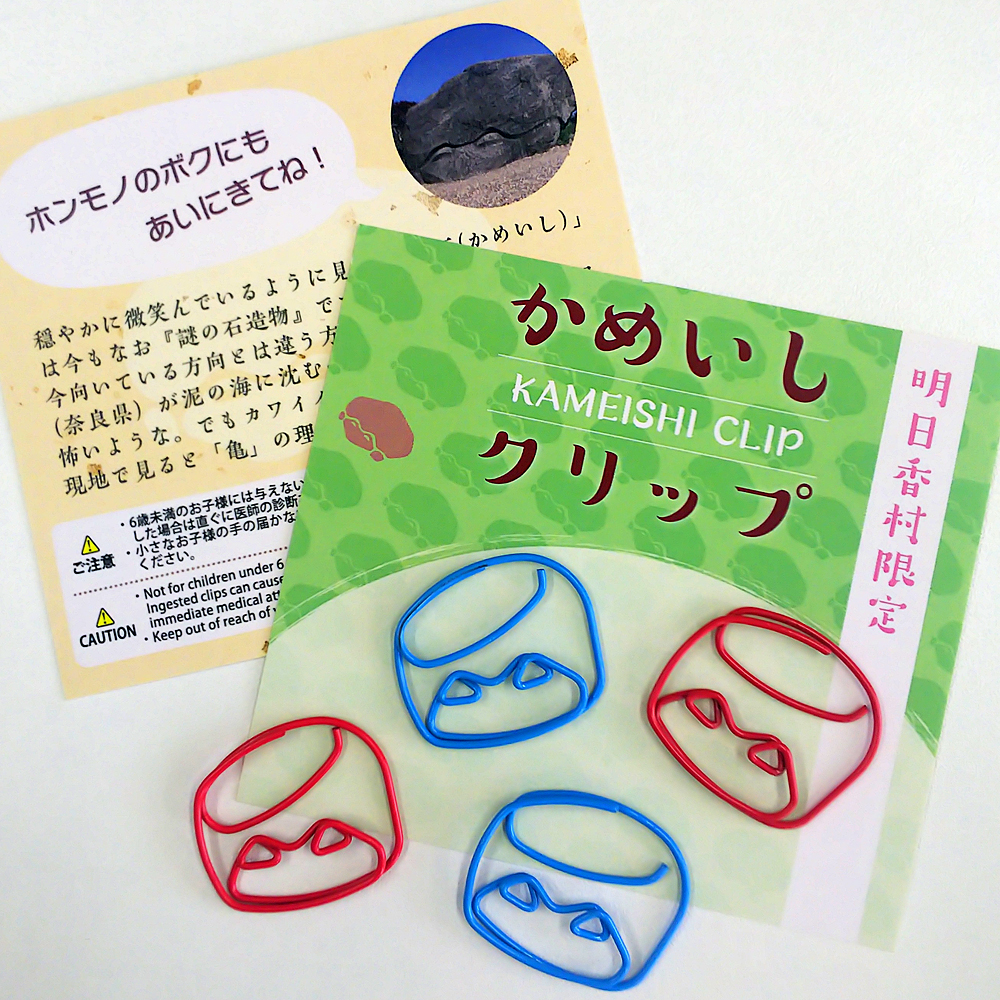 ホンモノのボクにも
あいにきてね!
(かめいし)」
穏やかに微笑んでいるように見
は今もなお『謎の石造物』で
今向いている方向とは違う方
(奈良県)が泥の海に沈む
怖いような。でもカワイイ
現地で見ると「亀」の理
ご注意
・6歳未満のお子様には与えない
した場合は直ぐに医師の診断
・小さなお子様の手の届かな
ください。
CAUTION
・Not for children under 6
Ingested clips can cause
immediate medical att
・Keep out of reach of
かめいし
KAMEISHI CLIP
クリップ
明日香村限定